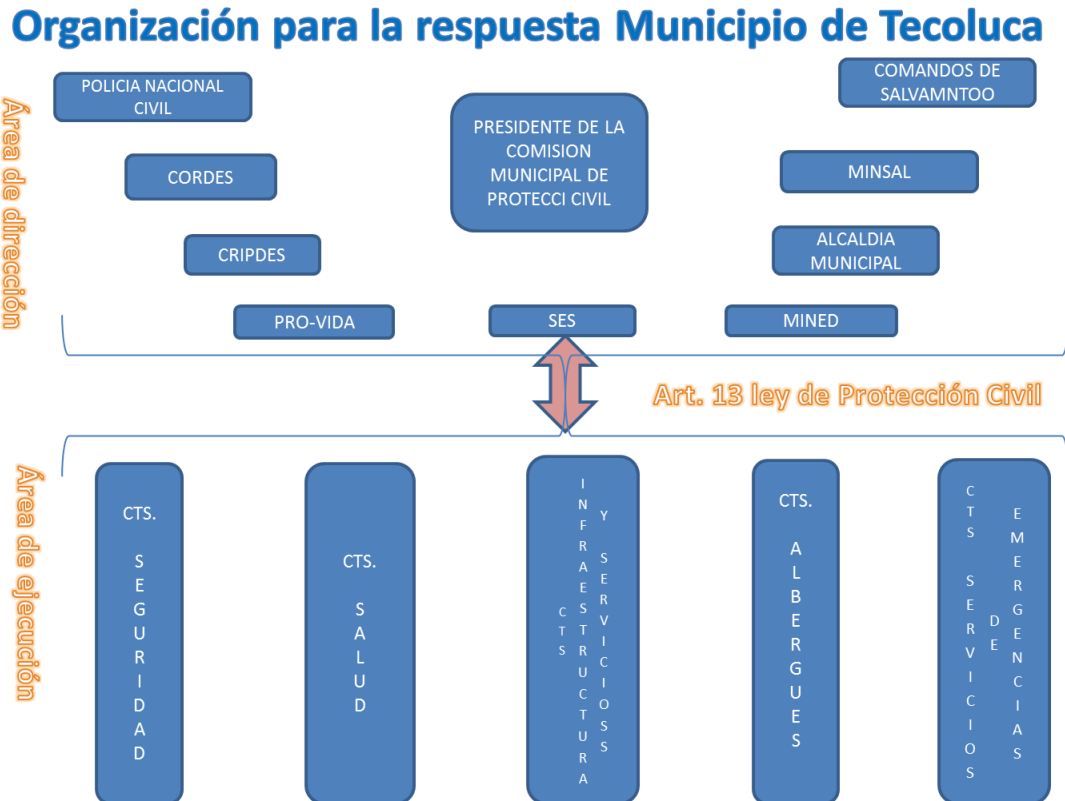 Organización para la respuesta Municipio de Tecoluca
Área de dirección
POLICIA NACIONAL
CIVIL
CORDES
CRIPDES
PRO-VIDA
PRESIDENTE DE LA
COMISION
MUNICIPAL DE
PROTECCI CIVIL
SES
COMANDOS DE
SALVAMNTOO
MINSAL
ALCALDIA
MUNICIPAL
MINED
Art. 13 ley de Protección Civil
Área de ejecución
CTS.
SEGURIDAD
CTS.
SALUD
CTS
INFRAESTRUCTURA
Y SERVICIOSS
CTS.
ALBERGUES
CTS SERVICIOS
DE
EMERGENCIAS